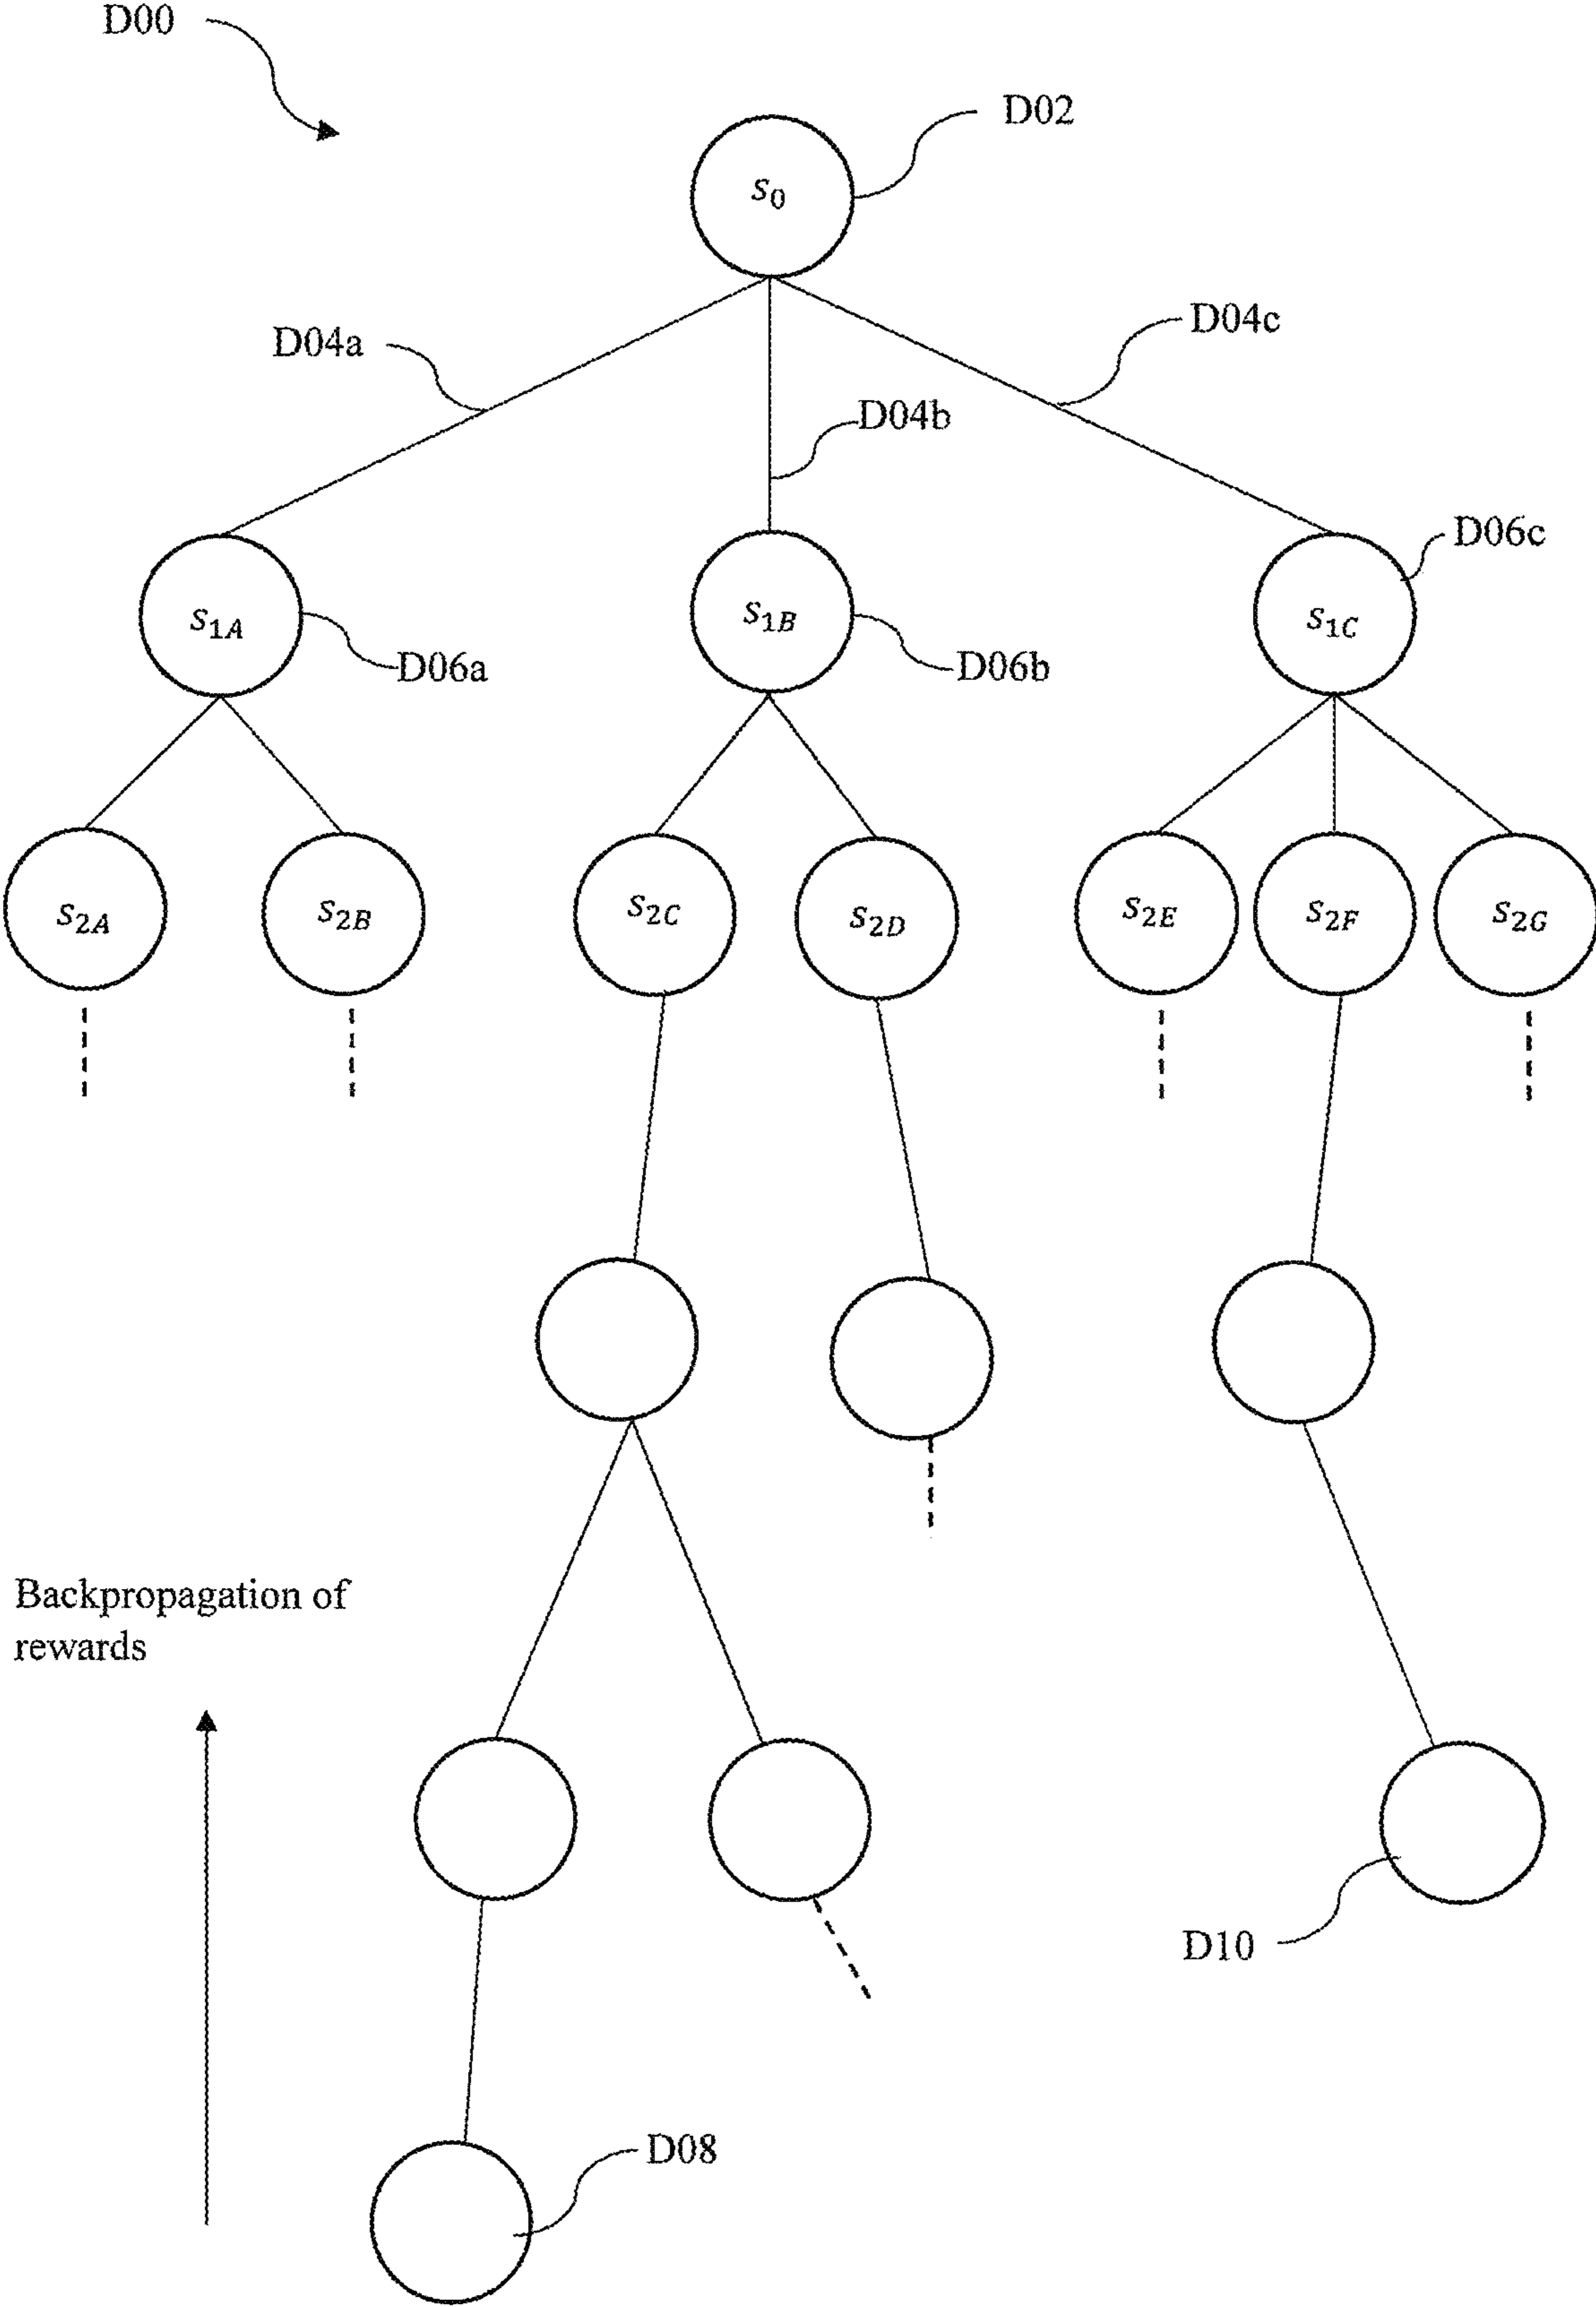 D00
D02
s0
D04a
D04c
D04b
D06c
s1A
s1B
s1C
D06a
D06b
s2A
s2B
s2C
s2D
s2E
s2F
s2G
Backpropagation of
rewards
D10
D08